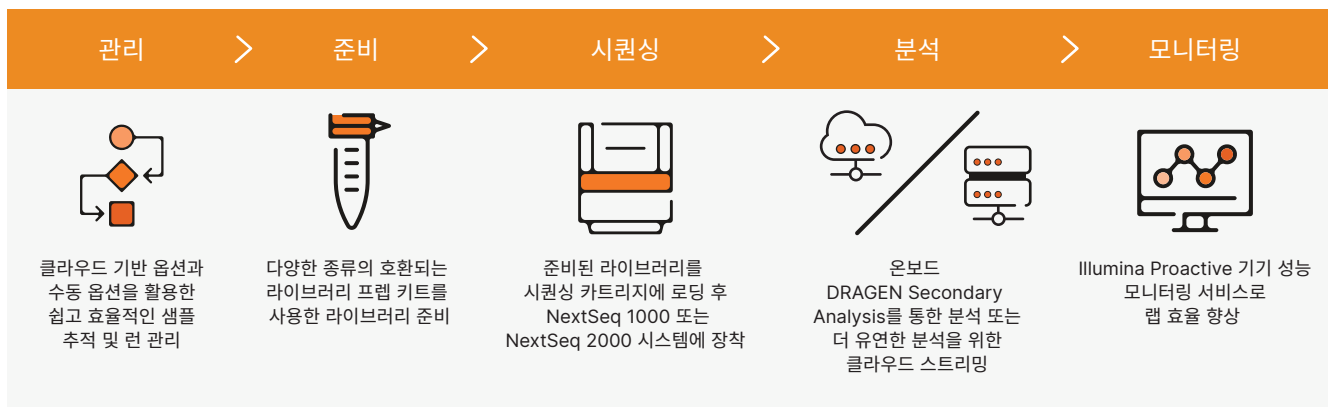 관리
준비
시퀀싱
분석
모니터링
클라우드 기반 옵션과
수동 옵션을 활용한
쉽고 효율적인 샘플
추적 및 런 관리
다양한 종류의 호환되는
라이브러리 프렙 키트를
사용한 라이브러리 준비
준비된 라이브러리를
시퀀싱 카트리지에 로딩 후
NextSeq 1000 또는
NextSeq 2000 시스템에 장착
온보드
DRAGEN Secondary
Analysis를 통한 분석 또는
더 유연한 분석을 위한
클라우드 스트리밍
Illumina Proactive 기기 성능
모니터링 서비스로
랩 효율 향상